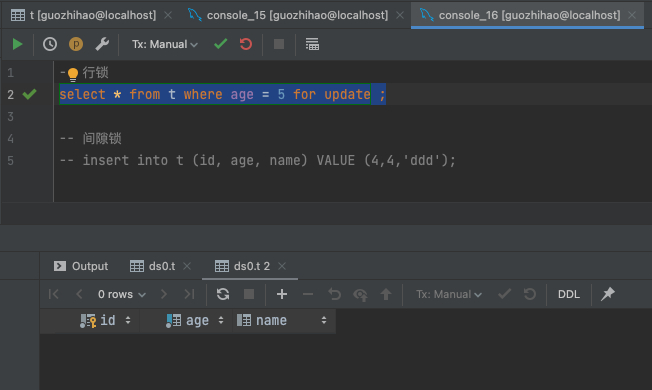 t [guozhihao@localhost] console_15 [guozhihao@localhost] console_16 [guozhihao@localhost]
Tx: Manual
1 - 行锁
2 select * from t where age = 5 for update ;
3
4 -- 间隙锁
5 -- insert into t (id, age, name) VALUE (4,4,'ddd');
Output ds0.t ds0.t 2
0 rows Tx: Manual DDL
id age name